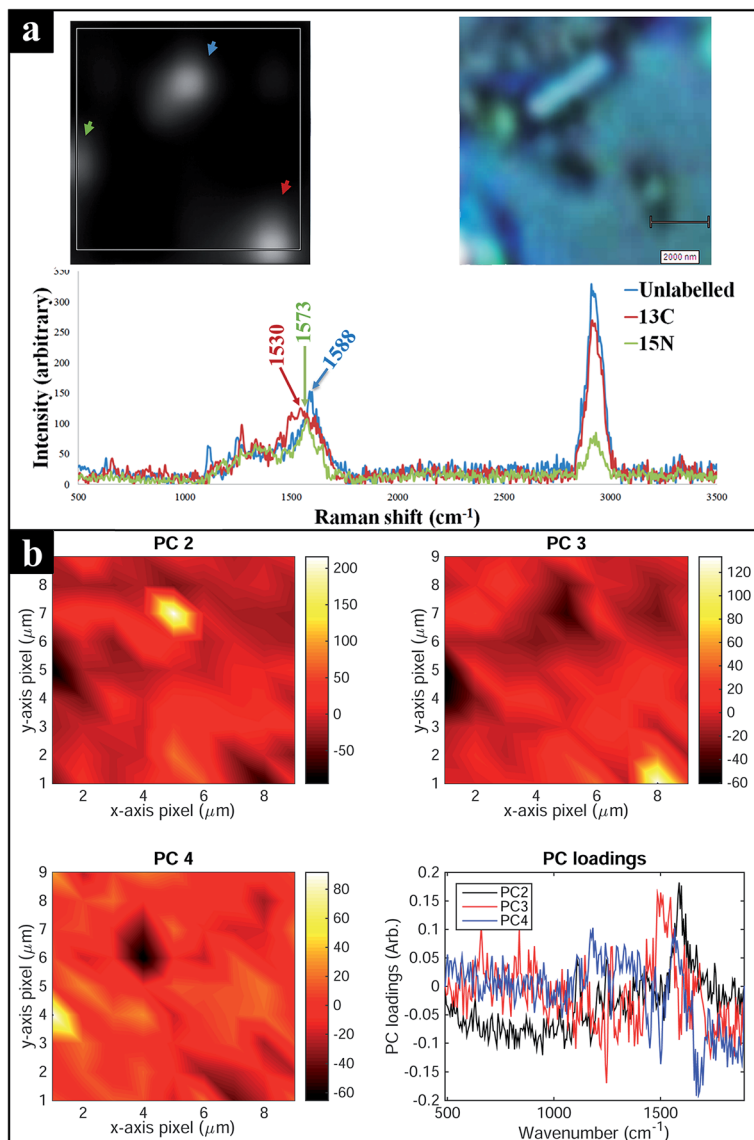 a
2000 nm
Unlabelled
13C
15N
1530
1573
1588
Intensity (arbitrary)
350
300
250
200
150
100
50
0
500 1000 1500 2000 2500 3000 3500
Raman shift (cm⁻¹)
b
PC 2
y-axis pixel (μm)
9
8
7
6
5
4
3
2
1
2 4 6 8
x-axis pixel (μm)
200
150
100
50
0
-50
PC 3
y-axis pixel (μm)
9
8
7
6
5
4
3
2
1
2 4 6 8
x-axis pixel (μm)
120
100
80
60
40
20
0
-20
-40
-60
PC 4
y-axis pixel (μm)
9
8
7
6
5
4
3
2
1
2 4 6 8
x-axis pixel (μm)
80
60
40
20
0
-20
-40
-60
PC loadings
PC2
PC3
PC4
PC loadings (Arb.)
0.2
0.15
0.1
0.05
0
-0.05
-0.1
-0.15
-0.2
500 1000 1500
Wavenumber (cm⁻¹)